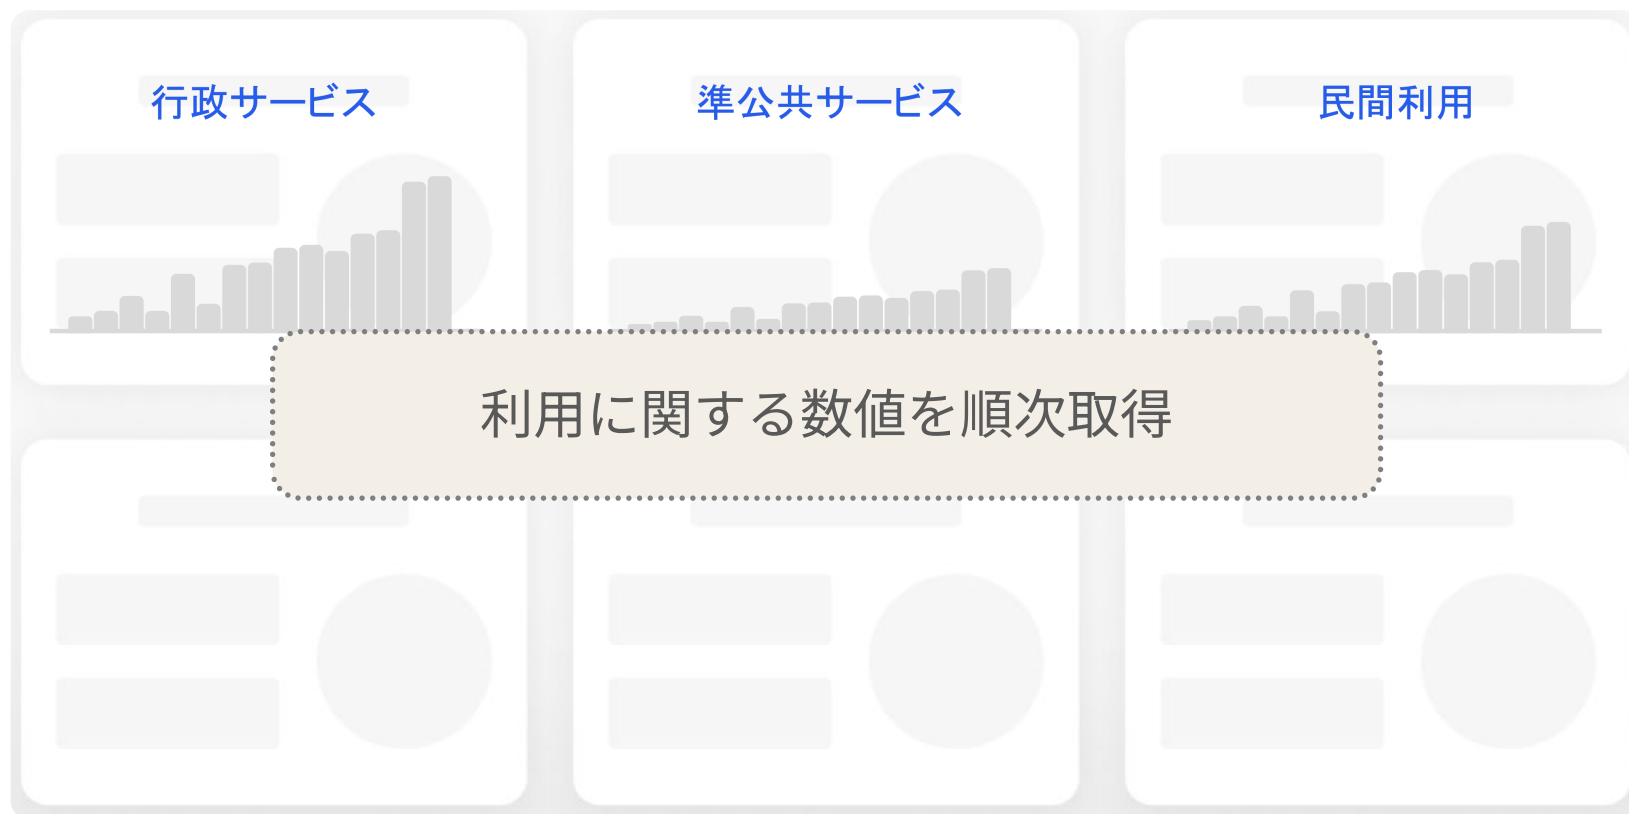 行政サービス
準公共サービス
民間利用
利用に関する数値を順次取得